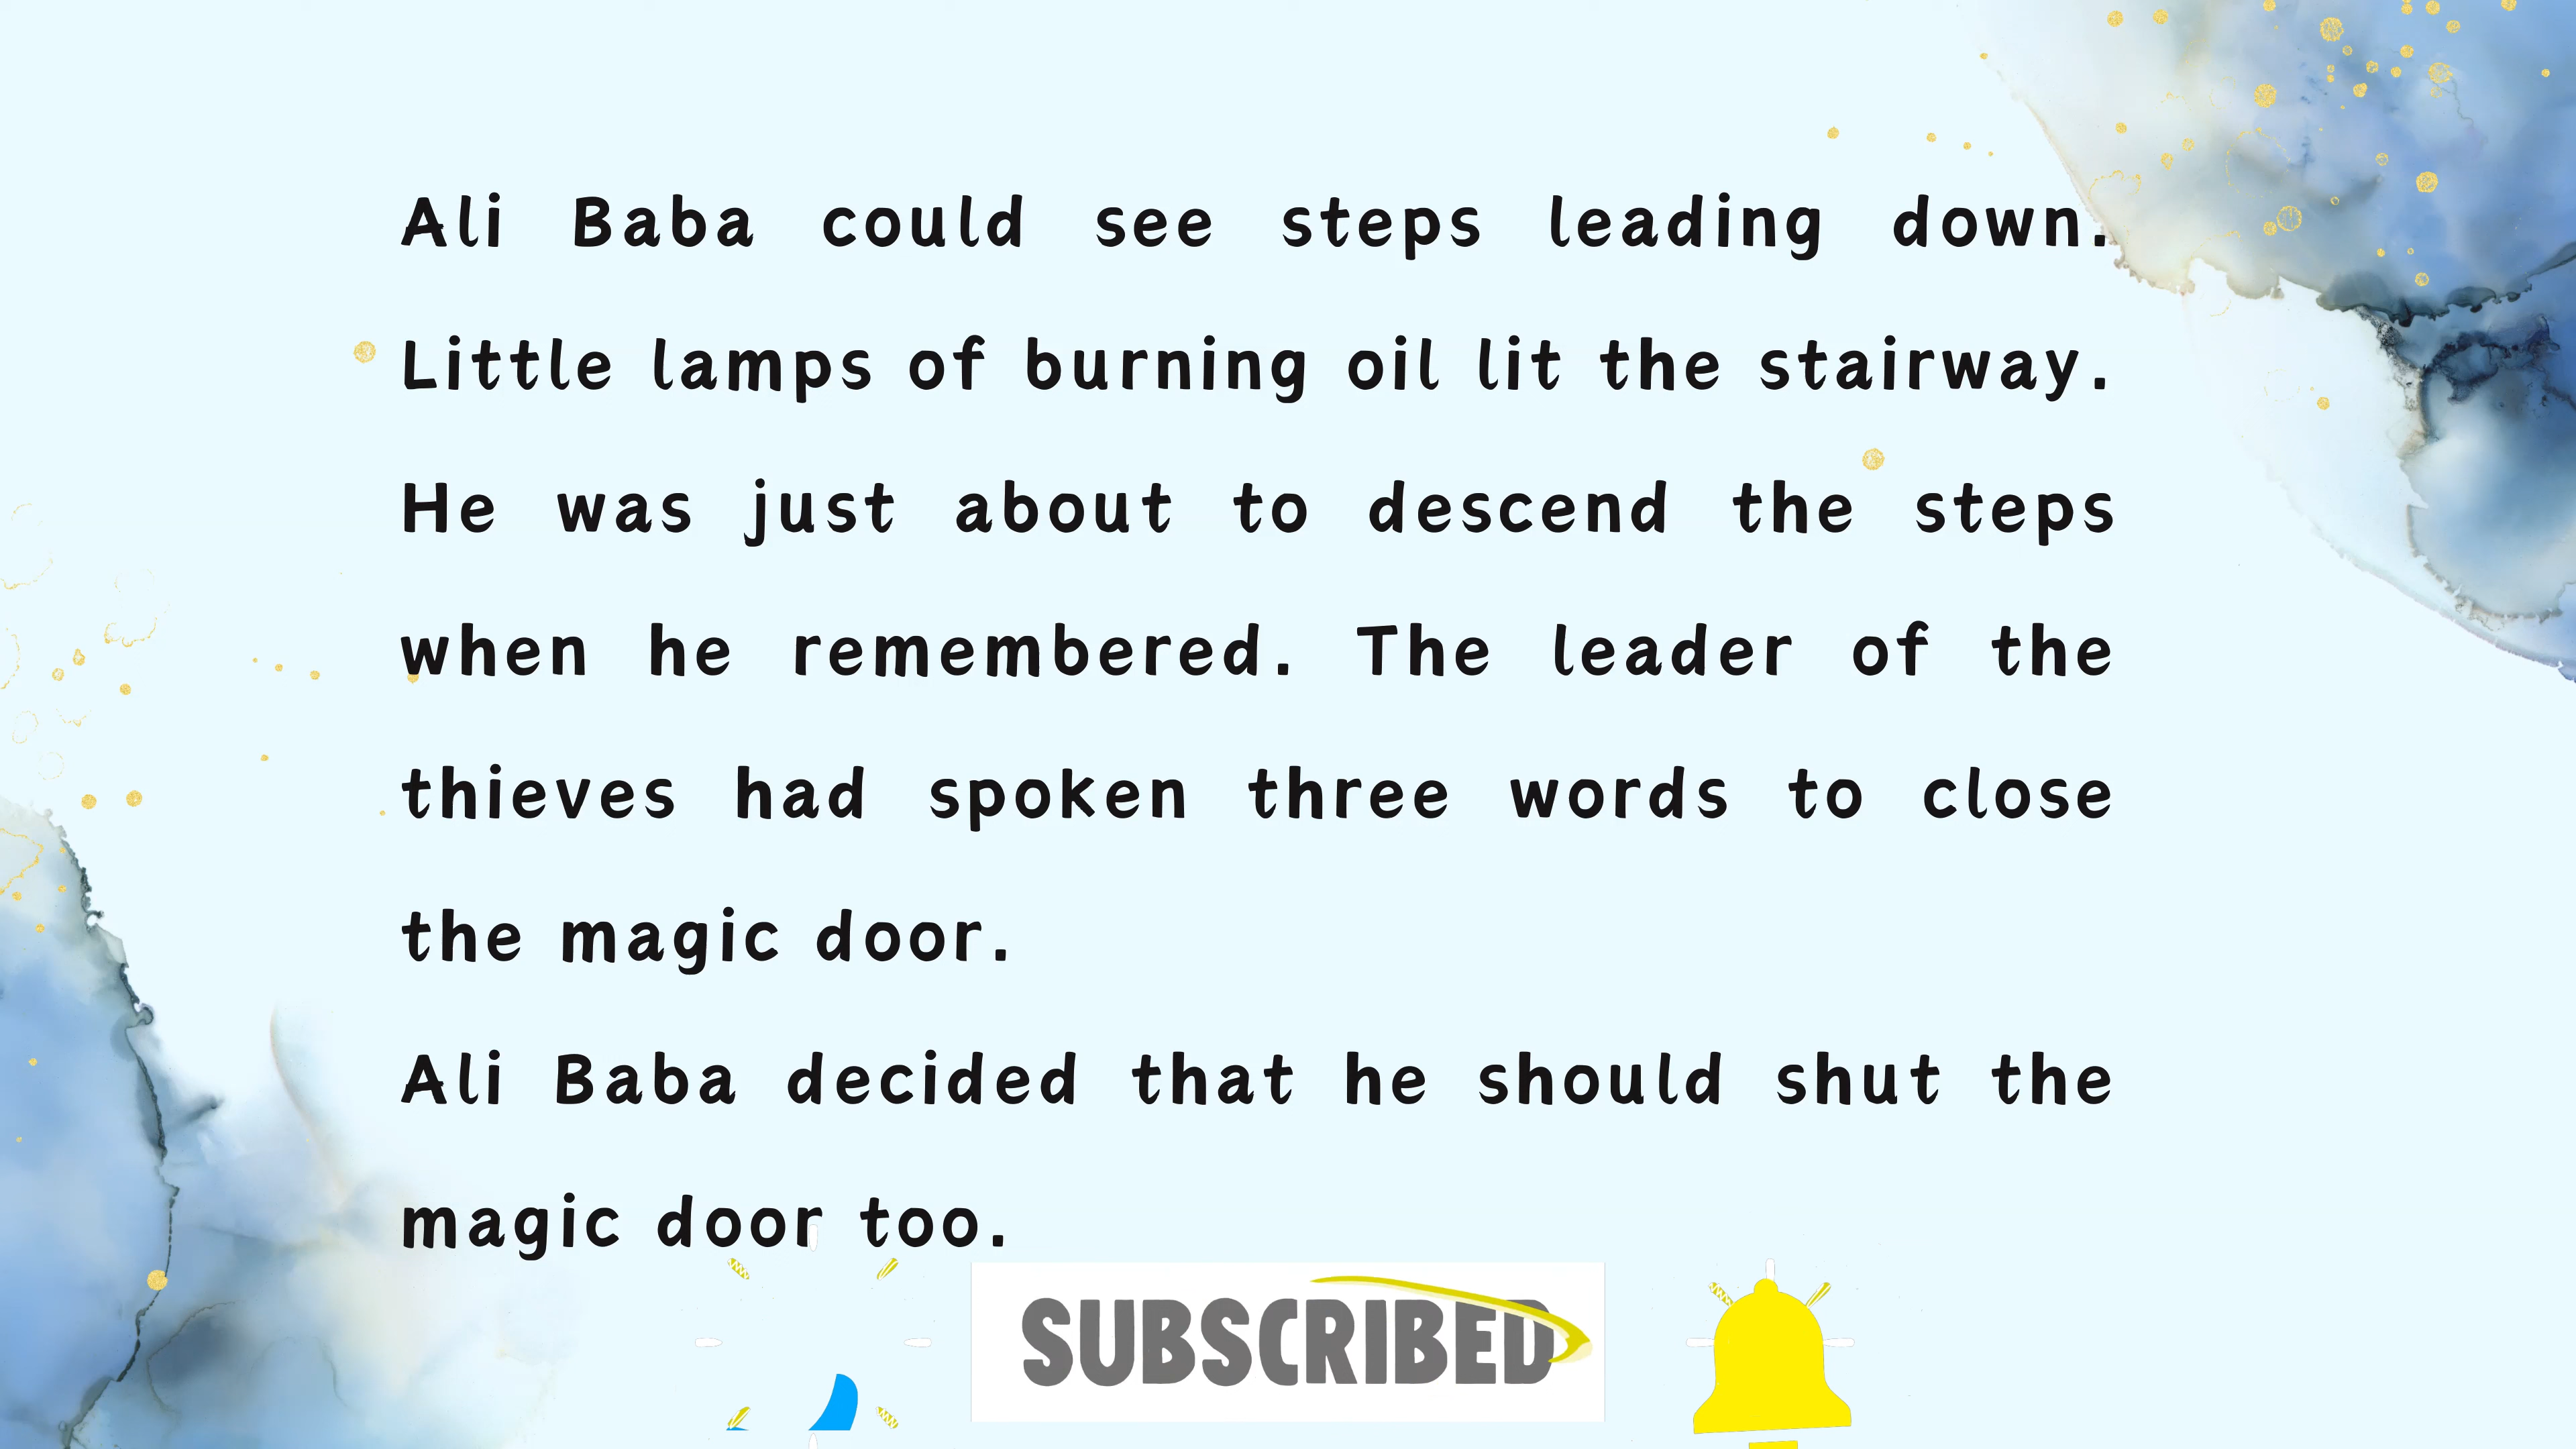 Ali Baba could see steps leading down.
Little lamps of burning oil lit the stairway.
He was just about to descend the steps
when he remembered. The leader of the
thieves had spoken three words to close
the magic door.
Ali Baba decided that he should shut the
magic door too.
SUBSCRIBED